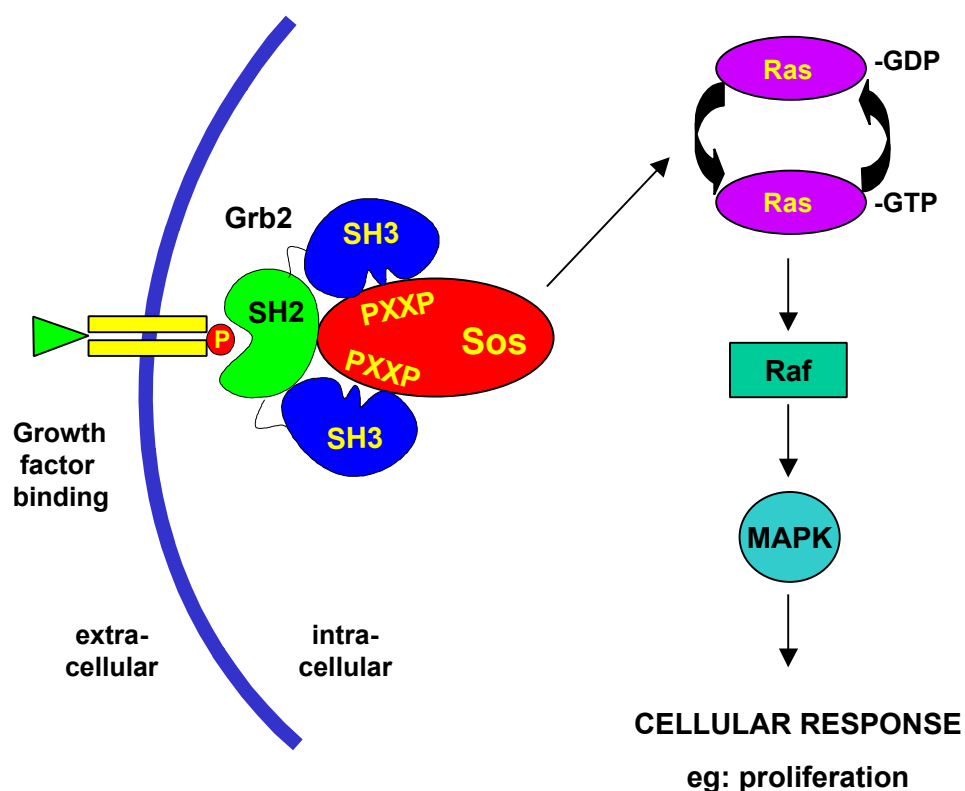 Ras
-GDP
Ras
-GTP
Grb2
SH3
SH2
PXXP
Sos
PXXP
P
SH3
Raf
MAPK
Growth
factor
binding
extra-
cellular
intra-
cellular
CELLULAR RESPONSE
eg: proliferation